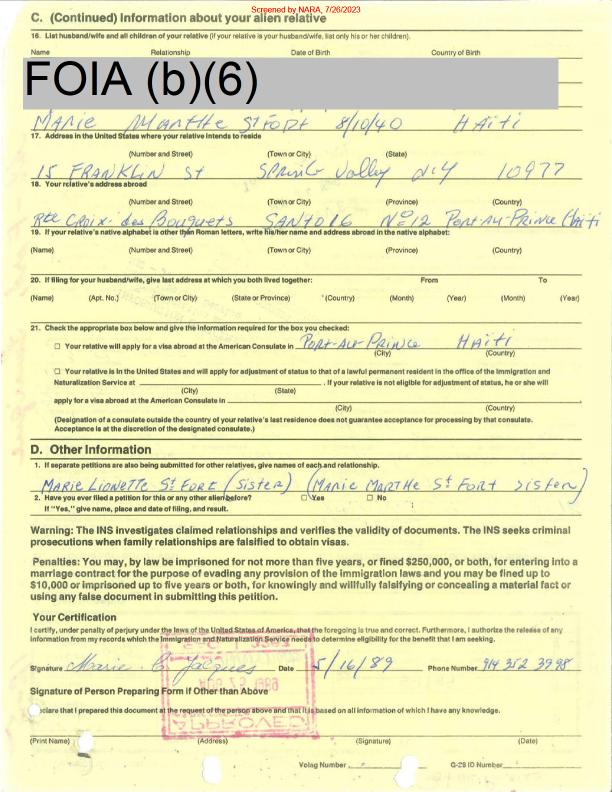 Screened by NARA, 7/26/2023
C. (Continued) Information about your alien relative
16. List husband/wife and all children of your relative (if your relative is your husband/wife, list only his or her children).
Name Relationship Date of Birth Country of Birth
FOIA (b)(6)
Marie Marthe St Fort 8/10/40 Haiti
17. Address in the United States where your relative intends to reside
(Number and Street) (Town or City) (State)
15 Franklin St Spring Valley N.Y 10977
18. Your relative's address abroad
(Number and Street) (Town or City) (Province) (Country)
Rte Croix-des Bouquets Santo 16 No 12 Port-Au-Prince Haiti
19. If your relative's native alphabet is other than Roman letters, write his/her name and address abroad in the native alphabet:
(Name) (Number and Street) (Town or City) (Province) (Country)
20. If filing for your husband/wife, give last address at which you both lived together: From To
(Name) (Apt. No.) (Town or City) (State or Province) (Country) (Month) (Year) (Month) (Year)
21. Check the appropriate box below and give the information required for the box you checked:
☐ Your relative will apply for a visa abroad at the American Consulate in Port-Au-Prince Haiti
(City) (Country)
☐ Your relative is in the United States and will apply for adjustment of status to that of a lawful permanent resident in the office of the Immigration and
Naturalization Service at . If your relative is not eligible for adjustment of status, he or she will
(City) (State)
apply for a visa abroad at the American Consulate in
(City) (Country)
(Designation of a consulate outside the country of your relative's last residence does not guarantee acceptance for processing by that consulate.
Acceptance is at the discretion of the designated consulate.)
D. Other Information
1. If separate petitions are also being submitted for other relatives, give names of each and relationship.
Marie Lionette St Fort (Sister) (Marie Marthe St Fort Sister)
2. Have you ever filed a petition for this or any other alien before? ☐ Yes ☐ No
If "Yes," give name, place and date of filing, and result.
Warning: The INS investigates claimed relationships and verifies the validity of documents. The INS seeks criminal
prosecutions when family relationships are falsified to obtain visas.
Penalties: You may, by law be imprisoned for not more than five years, or fined $250,000, or both, for entering into a
marriage contract for the purpose of evading any provision of the immigration laws and you may be fined up to
$10,000 or imprisoned up to five years or both, for knowingly and willfully falsifying or concealing a material fact or
using any false document in submitting this petition.
Your Certification
I certify, under penalty of perjury under the laws of the United States of America, that the foregoing is true and correct. Furthermore, I authorize the release of any
information from my records which the Immigration and Naturalization Service needs to determine eligibility for the benefit that I am seeking.
Signature Marie C. Jacques Date 5/16/89 Phone Number 914 352 3998
Signature of Person Preparing Form if Other than Above
declare that I prepared this document at the request of the person above and that it is based on all information of which I have any knowledge.
APPROVED
(Print Name) (Address) (Signature) (Date)
Volag Number G-28 ID Number